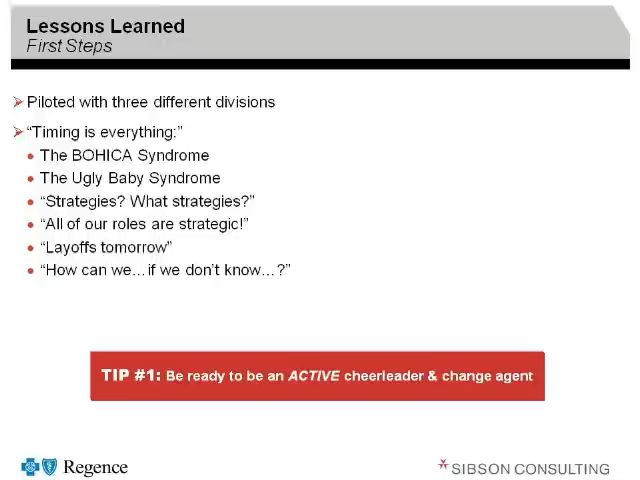 Lessons Learned
First Steps
Piloted with three different divisions
“Timing is everything:”
The BOHICA Syndrome
The Ugly Baby Syndrome
“Strategies? What strategies?”
“All of our roles are strategic!”
“Layoffs tomorrow”
“How can we…if we don’t know…?”
TIP #1: Be ready to be an ACTIVE cheerleader & change agent
Regence
SIBSON CONSULTING